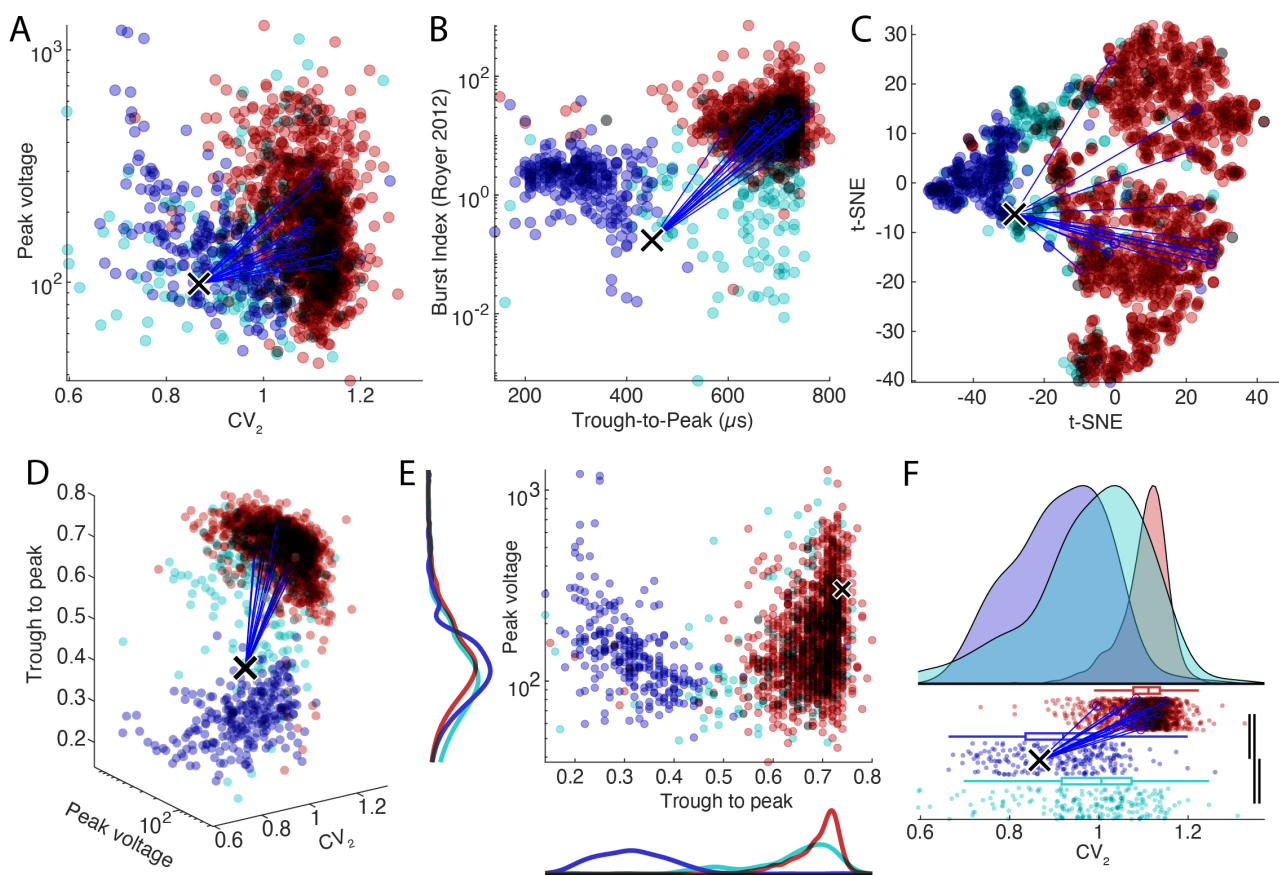 A
Peak voltage
10³
10²
0.6
0.8
1
1.2
CV₂
B
Burst Index (Royer 2012)
10²
10⁰
10⁻²
200
400
600
800
Trough-to-Peak (µs)
C
t-SNE
30
20
10
0
-10
-20
-30
-40
-40
-20
0
20
40
t-SNE
D
Trough to peak
0.8
0.7
0.6
0.5
0.4
0.3
0.2
Peak voltage
10²
0.6
0.8
1
1.2
CV₂
E
Peak voltage
10³
10²
0.2
0.3
0.4
0.5
0.6
0.7
0.8
Trough to peak
F
0.6
0.8
1
1.2
CV₂